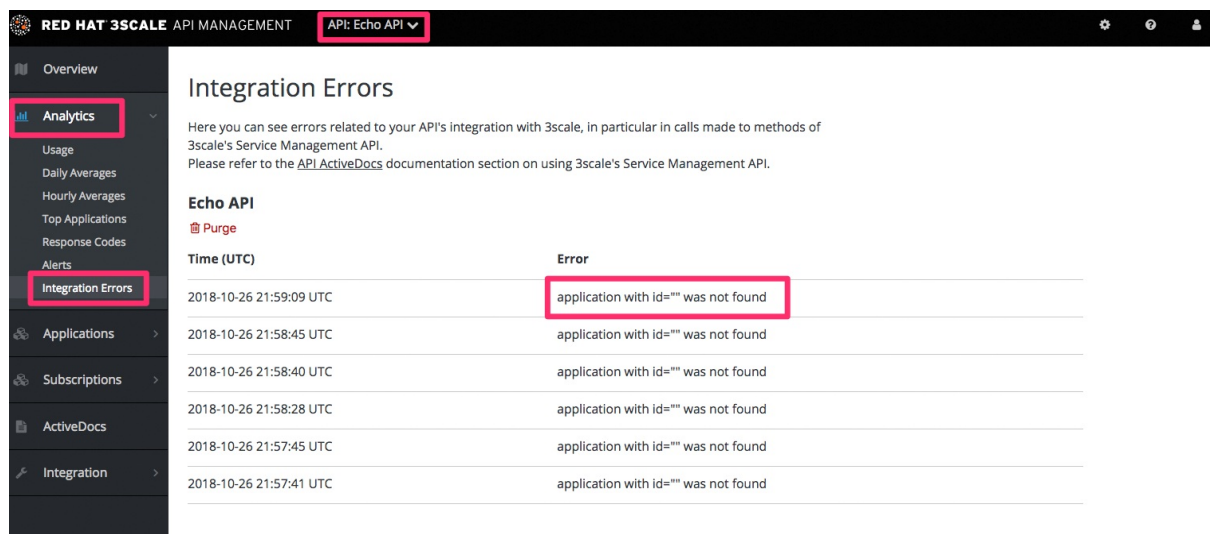 RED HAT 3SCALE API MANAGEMENT
API: Echo API
Overview
Analytics
Usage
Daily Averages
Hourly Averages
Top Applications
Response Codes
Alerts
Integration Errors
Applications
Subscriptions
ActiveDocs
Integration
Integration Errors
Here you can see errors related to your API's integration with 3scale, in particular in calls made to methods of
3scale's Service Management API.
Please refer to the API ActiveDocs documentation section on using 3scale's Service Management API.
Echo API
Purge
Time (UTC) Error
2018-10-26 21:59:09 UTC application with id="" was not found
2018-10-26 21:58:45 UTC application with id="" was not found
2018-10-26 21:58:40 UTC application with id="" was not found
2018-10-26 21:58:28 UTC application with id="" was not found
2018-10-26 21:57:45 UTC application with id="" was not found
2018-10-26 21:57:41 UTC application with id="" was not found